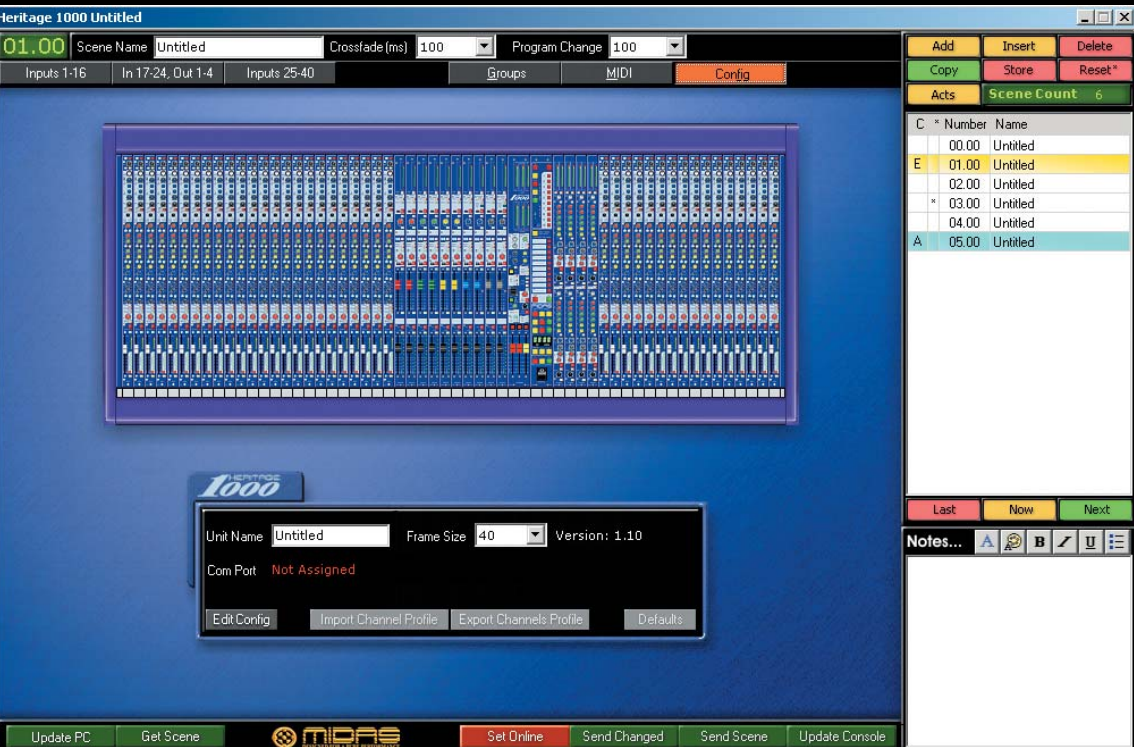 Heritage 1000 Untitled
01.00 Scene Name Untitled Crossfade (ms) 100 Program Change 100
Add Insert Delete
Inputs 1-16 In 17-24, Out 1-4 Inputs 25-40 Groups MIDI Config
Copy Store Reset*
Acts Scene Count 6
C * Number Name
00.00 Untitled
E 01.00 Untitled
02.00 Untitled
* 03.00 Untitled
04.00 Untitled
A 05.00 Untitled
1000
HERITAGE
1000
Last Now Next
Unit Name Untitled Frame Size 40 Version: 1.10
Notes... A B I U
Com Port Not Assigned
Edit Config Import Channel Profile Export Channels Profile Defaults
Update PC Get Scene MIDAS Set Online Send Changed Send Scene Update Console